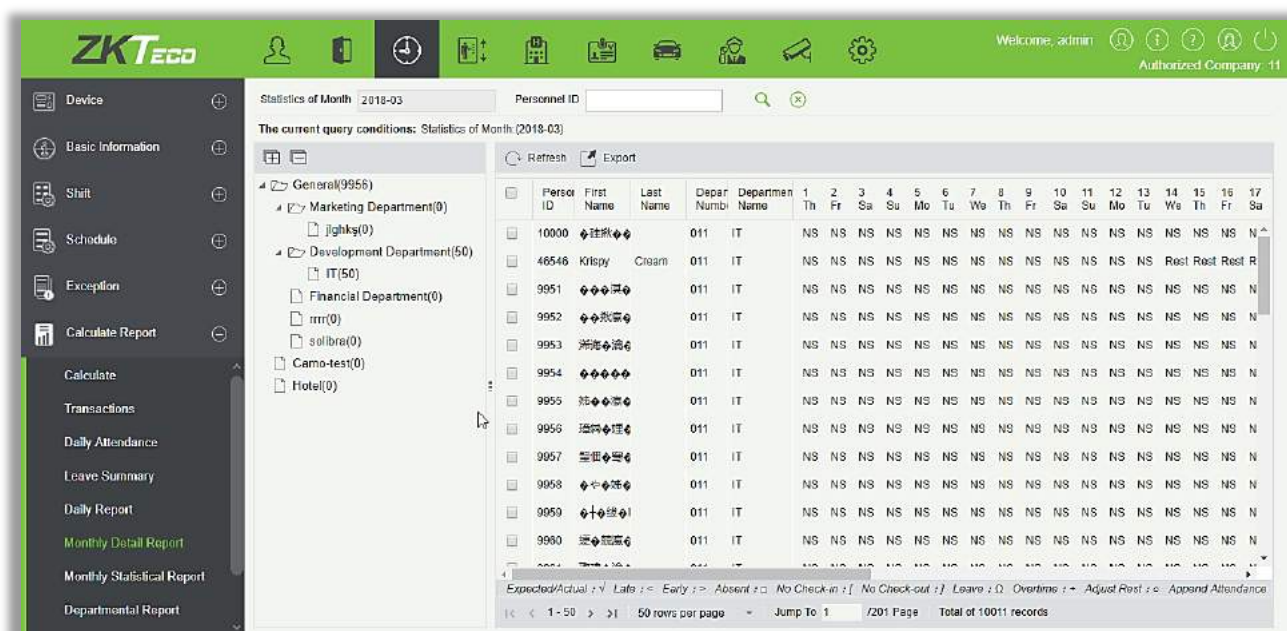 ZKTeco
Welcome, admin
Authorized Company: 11
Device
Basic Information
Shift
Schedule
Exception
Calculate Report
Calculate
Transactions
Daily Attendance
Leave Summary
Daily Report
Monthly Detail Report
Monthly Statistical Report
Departmental Report
Statistics of Month 2018-03 Personnel ID
The current query conditions: Statistics of Month:(2018-03)
General(9956)
Marketing Department(0)
jlghkş(0)
Development Department(50)
IT(50)
Financial Department(0)
rrrr(0)
solibra(0)
Camo-test(0)
Hotel(0)
Refresh Export
Person ID First Name Last Name Depar Numb Departmen Name 1 Th 2 Fr 3 Sa 4 Su 5 Mo 6 Tu 7 We 8 Th 9 Fr 10 Sa 11 Su 12 Mo 13 Tu 14 We 15 Th 16 Fr 17 Sa
10000 011 IT NS NS NS NS NS NS NS NS NS NS NS NS NS NS NS NS N
46546 Krispy Cream 011 IT NS NS NS NS NS NS NS NS NS NS NS NS NS Rest Rest Rest R
9951 011 IT NS NS NS NS NS NS NS NS NS NS NS NS NS NS NS NS N
9952 011 IT NS NS NS NS NS NS NS NS NS NS NS NS NS NS NS NS N
9953 011 IT NS NS NS NS NS NS NS NS NS NS NS NS NS NS NS NS N
9954 011 IT NS NS NS NS NS NS NS NS NS NS NS NS NS NS NS NS N
9955 011 IT NS NS NS NS NS NS NS NS NS NS NS NS NS NS NS NS N
9956 011 IT NS NS NS NS NS NS NS NS NS NS NS NS NS NS NS NS N
9957 011 IT NS NS NS NS NS NS NS NS NS NS NS NS NS NS NS NS N
9958 011 IT NS NS NS NS NS NS NS NS NS NS NS NS NS NS NS NS N
9959 011 IT NS NS NS NS NS NS NS NS NS NS NS NS NS NS NS NS N
9960 011 IT NS NS NS NS NS NS NS NS NS NS NS NS NS NS NS NS N
Expected/Actual : √ Late : < Early : > Absent : □ No Check-in : [ No Check-out : ] Leave : Ω Overtime : + Adjust Rest : o Append Attendance
1 - 50 50 rows per page Jump To 1 /201 Page Total of 10011 records